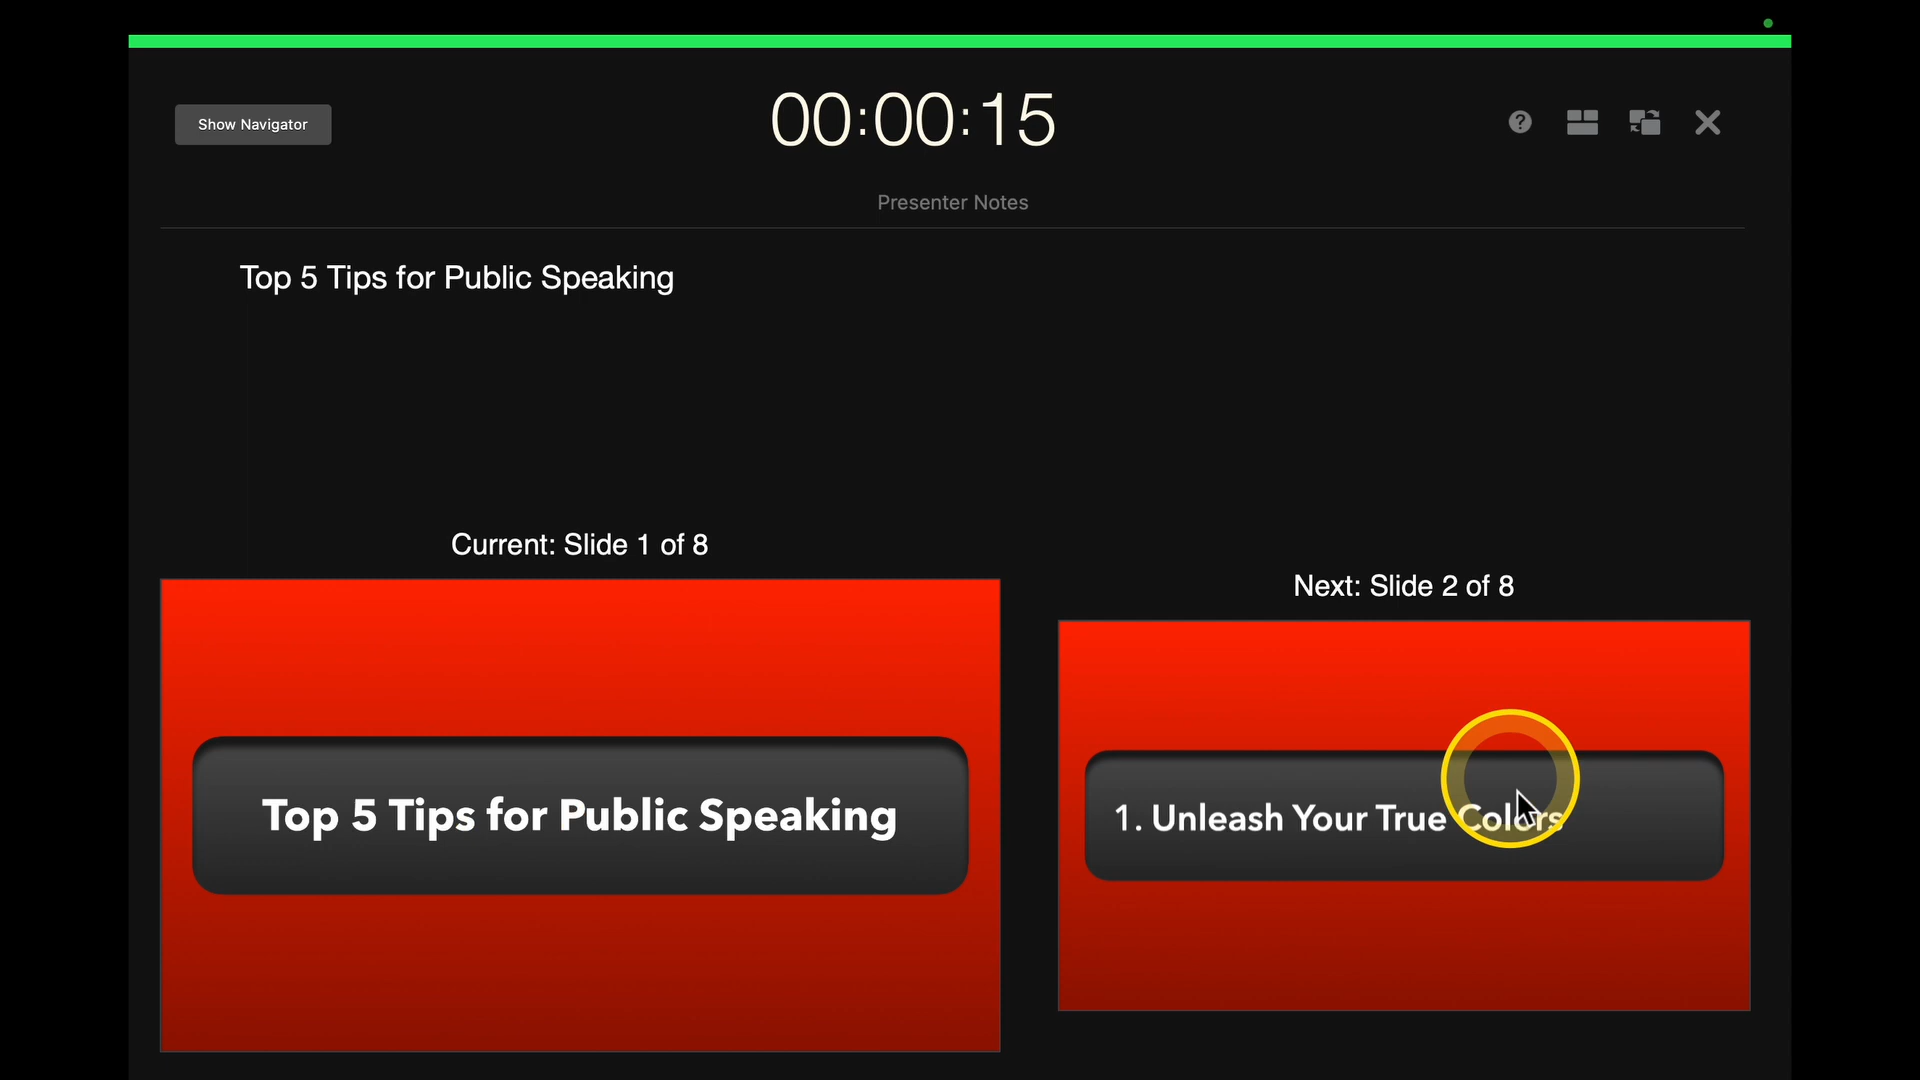 Show Navigator
00:00:15
Presenter Notes
Top 5 Tips for Public Speaking
Current: Slide 1 of 8
Next: Slide 2 of 8
Top 5 Tips for Public Speaking
1. Unleash Your True Colors